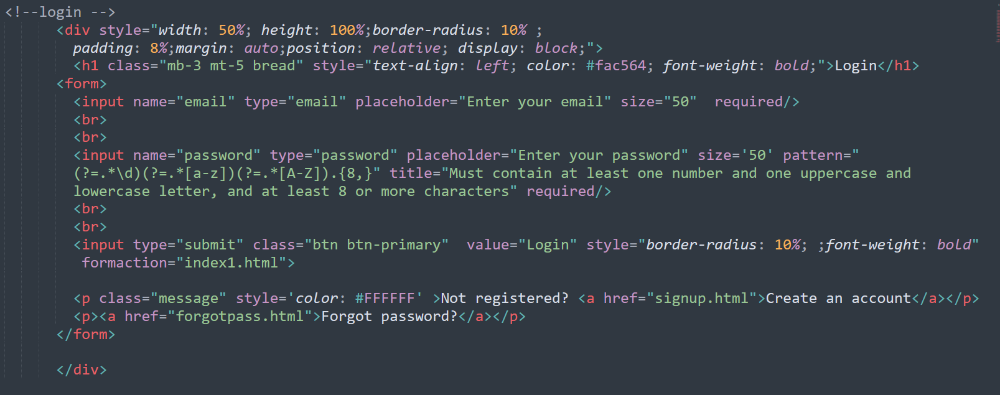 <!--login -->
<div style="width: 50%; height: 100%;border-radius: 10% ;
padding: 8%;margin: auto;position: relative; display: block;">
<h1 class="mb-3 mt-5 bread" style="text-align: left; color: #fac564; font-weight: bold;">Login</h1>
<form>
<input name="email" type="email" placeholder="Enter your email" size="50"  required/>
<br>
<br>
<input name="password" type="password" placeholder="Enter your password" size='50' pattern="
(?=.*\d)(?=.*[a-z])(?=.*[A-Z]).{8,}" title="Must contain at least one number and one uppercase and
lowercase letter, and at least 8 or more characters" required/>
<br>
<br>
<input type="submit" class="btn btn-primary"  value="Login" style="border-radius: 10%; ;font-weight: bold"
formaction="index1.html">
<p class="message" style='color: #FFFFFF' >Not registered? <a href="signup.html">Create an account</a></p>
<p><a href="forgotpass.html">Forgot password?</a></p>
</form>
</div>